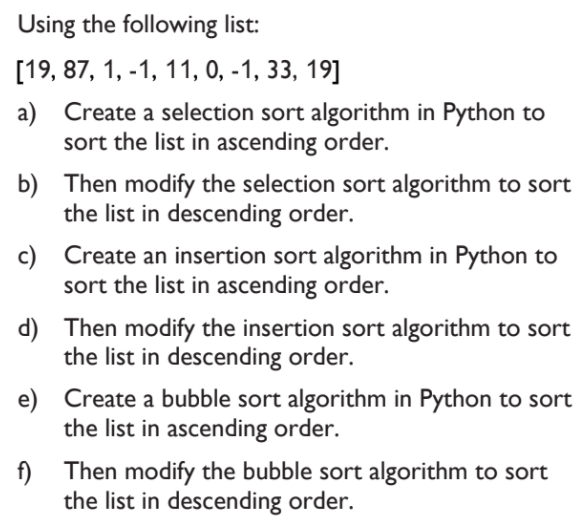 Using the following list:
[19, 87, 1, -1, 11, 0, -1, 33, 19]
a) Create a selection sort algorithm in Python to
sort the list in ascending order.
b) Then modify the selection sort algorithm to sort
the list in descending order.
c) Create an insertion sort algorithm in Python to
sort the list in ascending order.
d) Then modify the insertion sort algorithm to sort
the list in descending order.
e) Create a bubble sort algorithm in Python to sort
the list in ascending order.
f) Then modify the bubble sort algorithm to sort
the list in descending order.